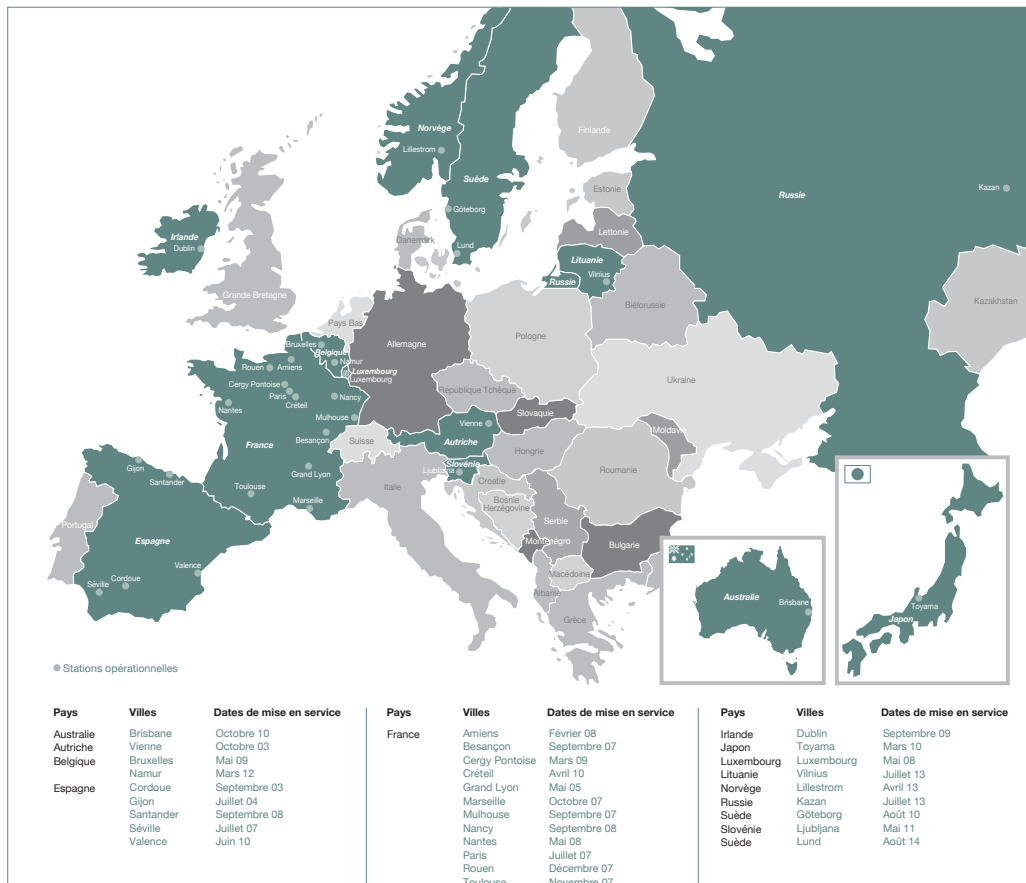 Norvège
Lillestrom
Suède
Finlande
Russie
Kazan
Estonie
Göteborg
Irlande
Dublin
Danemark
Lettonie
Lund
Lituanie
Vilnius
Russie
Grande Bretagne
Biélorussie
Kazakhstan
Pays Bas
Allemagne
Pologne
Bruxelles
Belgique
Namur
Rouen
Amiens
Luxembourg
Luxembourg
Ukraine
Cergy Pontoise
Paris
Créteil
Nancy
République Tchèque
Nantes
Mulhouse
Vienne
Slovaquie
Moldavie
Besançon
Suisse
Autriche
France
Hongrie
Gijon
Santander
Grand Lyon
Ljubljana
Slovénie
Roumanie
Toulouse
Marseille
Italie
Croatie
Bosnie
Herzégovine
Serbie
Portugal
Espagne
Monténégro
Bulgarie
Valence
Cordoue
Séville
Macédoine
Albanie
Grèce
Australie
Brisbane
Toyama
Japon
Stations opérationnelles
Pays Villes Dates de mise en service
Australie Brisbane Octobre 10
Autriche Vienne Octobre 03
Belgique Bruxelles Mai 09
Namur Mars 12
Espagne Cordoue Septembre 03
Gijon Juillet 04
Santander Septembre 08
Séville Juillet 07
Valence Juin 10
Pays Villes Dates de mise en service
France Amiens Février 08
Besançon Septembre 07
Cergy Pontoise Mars 09
Créteil Avril 10
Grand Lyon Mai 05
Marseille Octobre 07
Mulhouse Septembre 07
Nancy Septembre 08
Nantes Mai 08
Paris Juillet 07
Rouen Décembre 07
Toulouse Novembre 07
Pays Villes Dates de mise en service
Irlande Dublin Septembre 09
Japon Toyama Mars 10
Luxembourg Luxembourg Mai 08
Lituanie Vilnius Juillet 13
Norvège Lillestrom Avril 13
Russie Kazan Juillet 13
Suède Göteborg Août 10
Slovénie Ljubljana Mai 11
Suède Lund Août 14